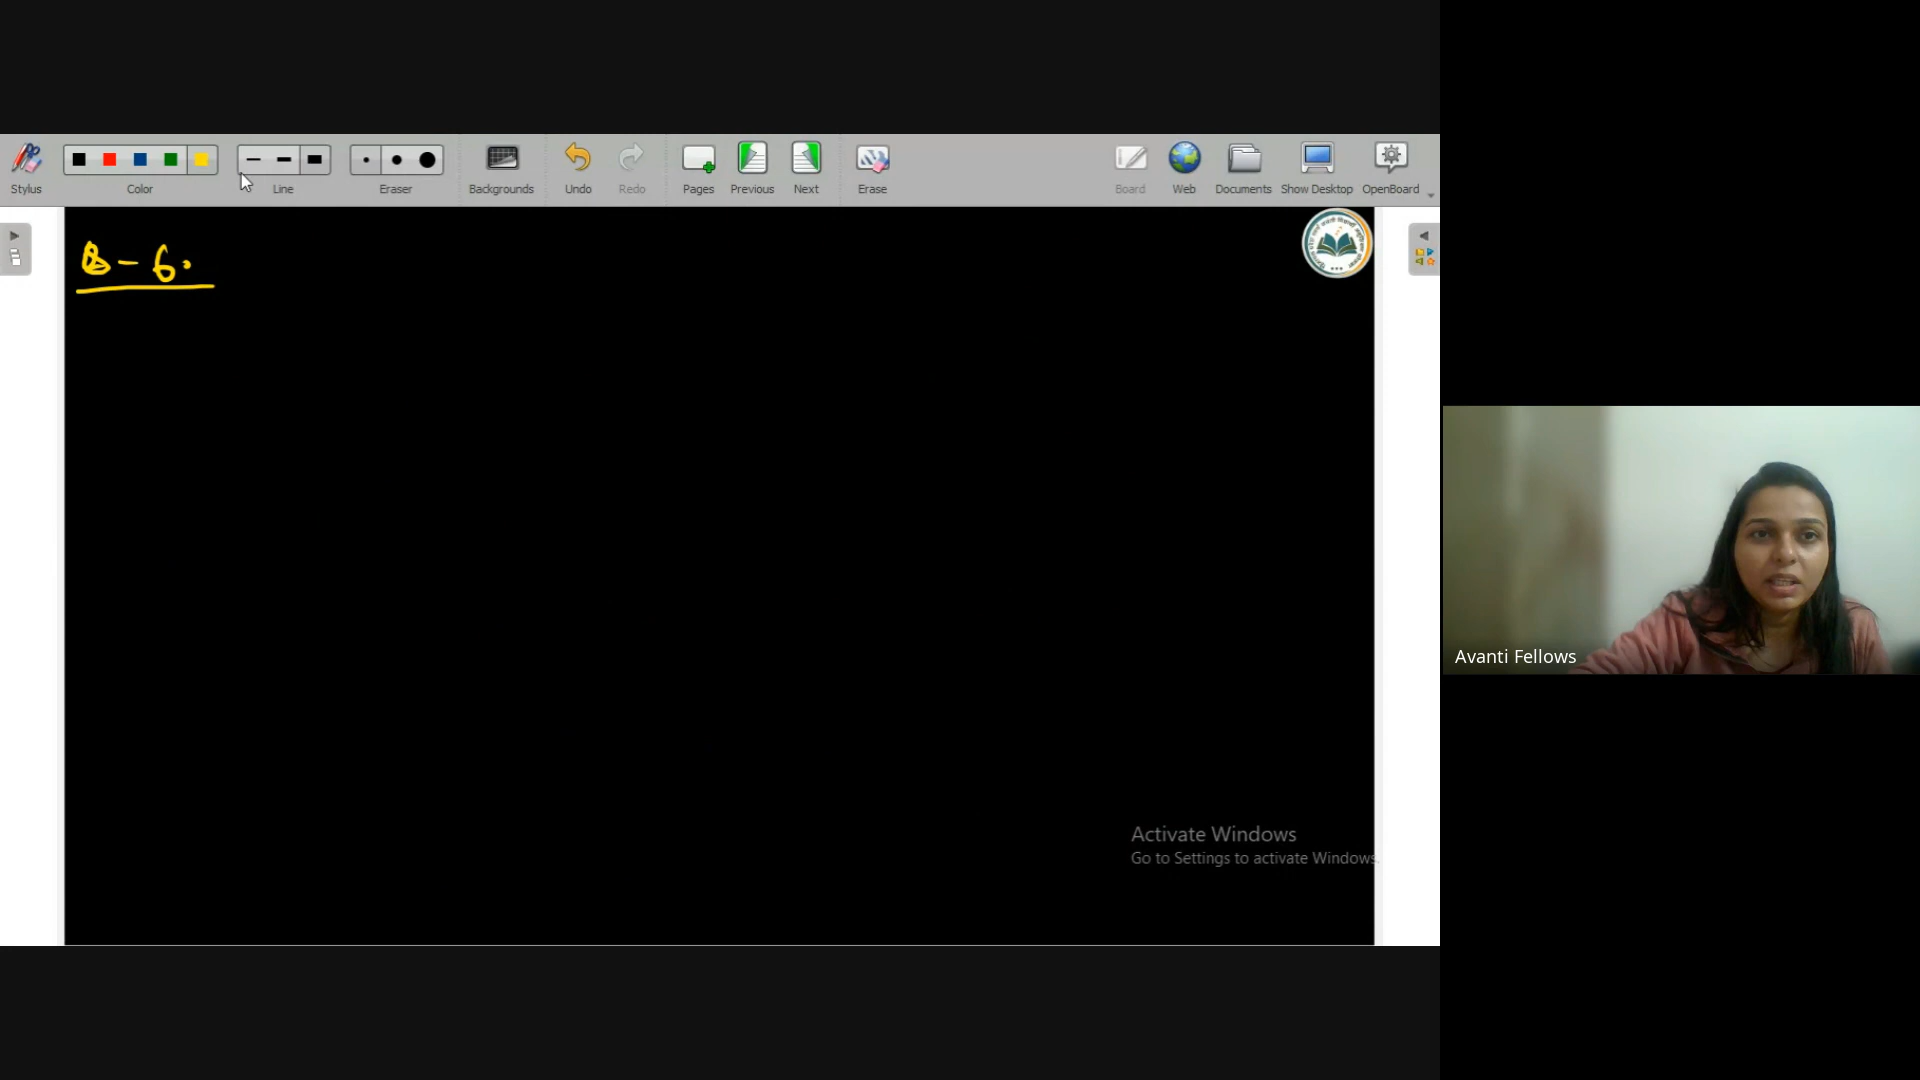 Stylus
Color
Line
Eraser
Backgrounds
Undo
Redo
Pages
Previous
Next
Erase
Board
Web
Documents
Show Desktop
OpenBoard
8 - 6.
Avanti Fellows
Activate Windows
Go to Settings to activate Windows.